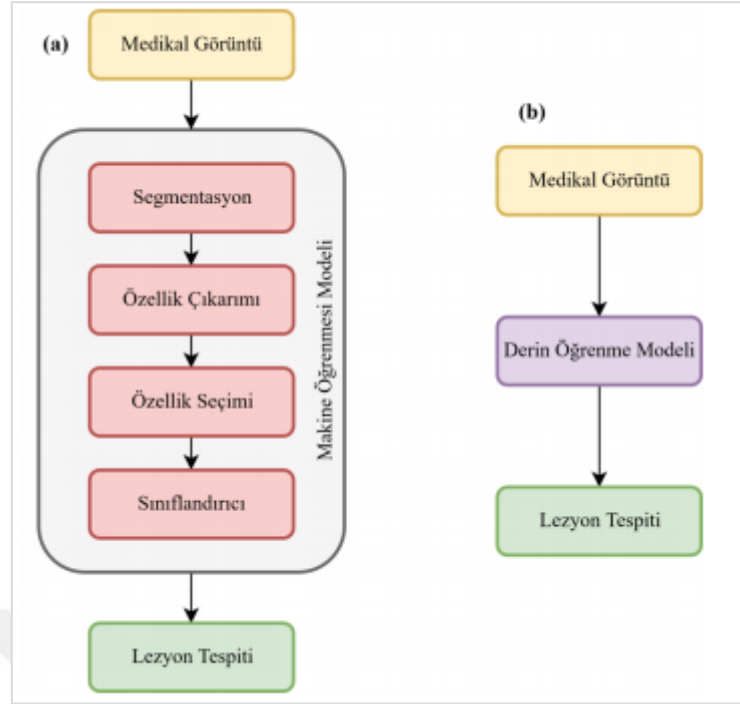 (a)
Medikal Görüntü
Segmentasyon
Özellik Çıkarımı
Özellik Seçimi
Sınıflandırıcı
Makine Öğrenmesi Modeli
Lezyon Tespiti
(b)
Medikal Görüntü
Derin Öğrenme Modeli
Lezyon Tespiti